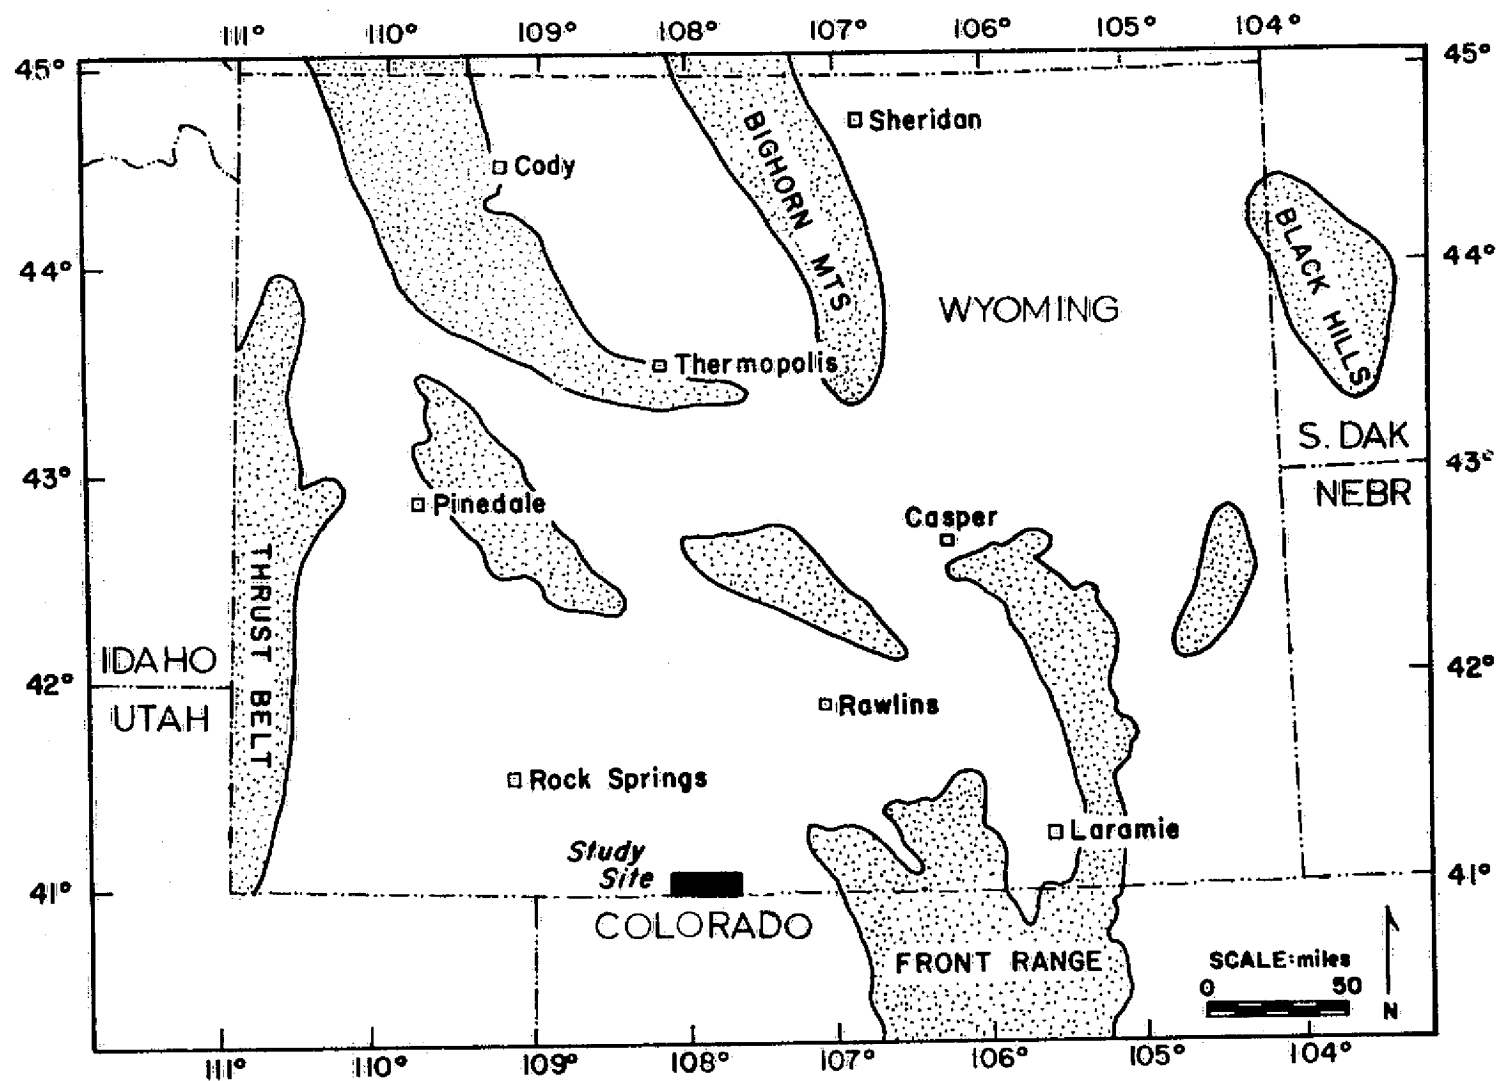 111° 110° 109° 108° 107° 106° 105° 104°
45° 45°
Sheridan
BIGHORN MTS
Cody
BLACK HILLS
44° 44°
WYOMING
Thermopolis
S. DAK
43° 43°
NEBR
Pinedale
Casper
THRUST BELT
IDAHO
42° 42°
UTAH
Rawlins
Rock Springs
Laramie
Study
Site
41° 41°
COLORADO
FRONT RANGE
SCALE:miles
0 50
N
111° 110° 109° 108° 107° 106° 105° 104°